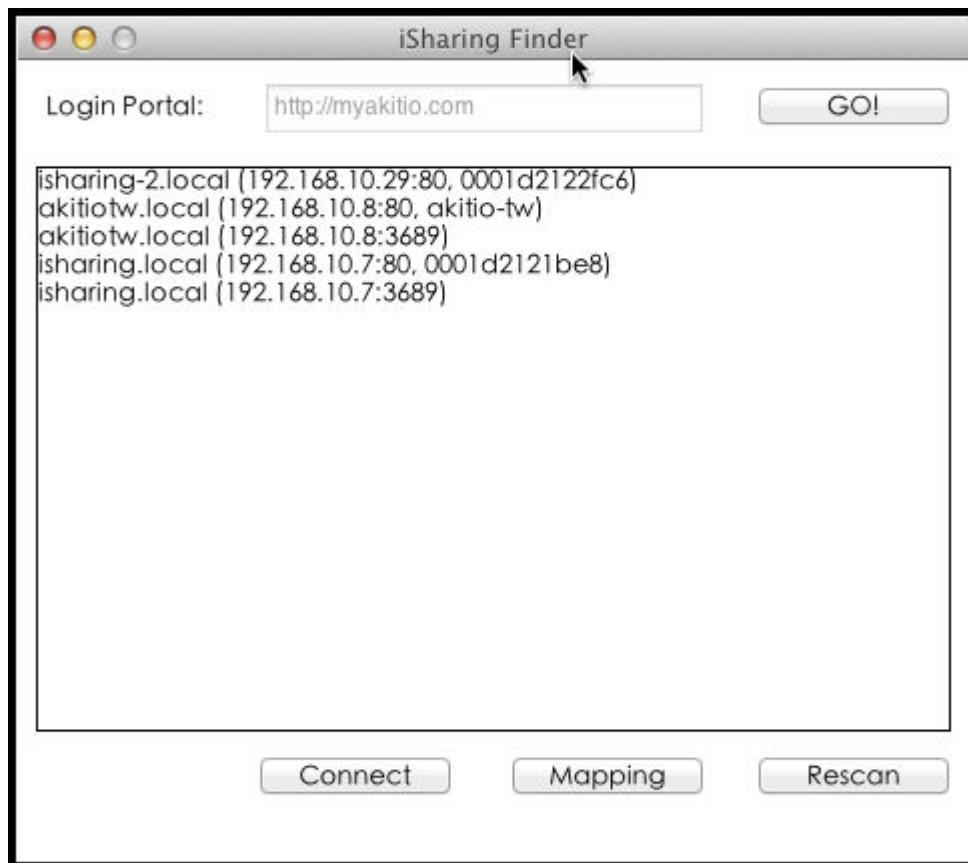 iSharing Finder
Login Portal: http://myakitio.com GO!
isharing-2.local (192.168.10.29:80, 0001d2122fc6)
akitiotw.local (192.168.10.8:80, akitio-tw)
akitiotw.local (192.168.10.8:3689)
isharing.local (192.168.10.7:80, 0001d2121be8)
isharing.local (192.168.10.7:3689)
Connect Mapping Rescan